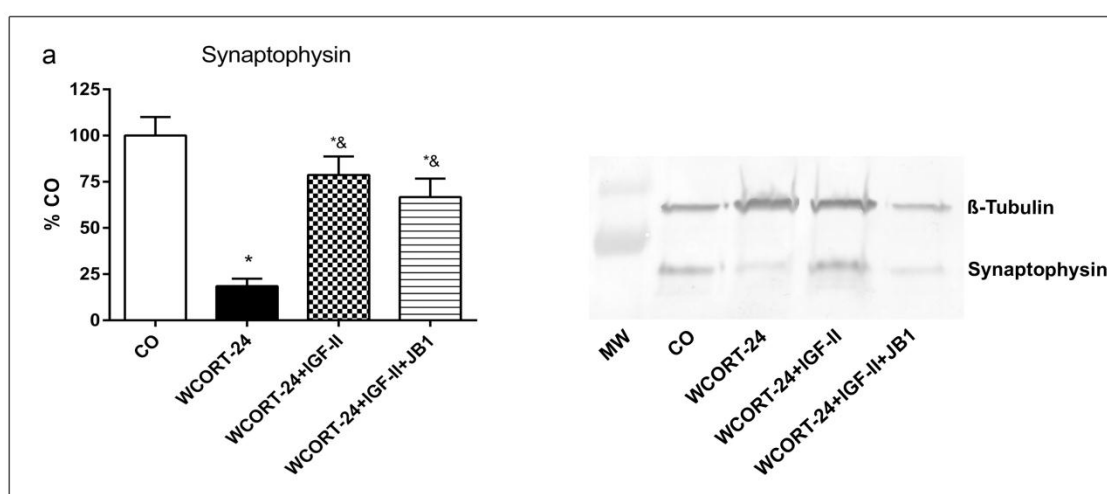 a
Synaptophysin
125
100
75
50
25
0
% CO
*
*&
*&
CO
WCORT-24
WCORT-24+IGF-II
WCORT-24+IGF-II+JB1
ß-Tubulin
Synaptophysin
MW
CO
WCORT-24
WCORT-24+IGF-II
WCORT-24+IGF-II+JB1